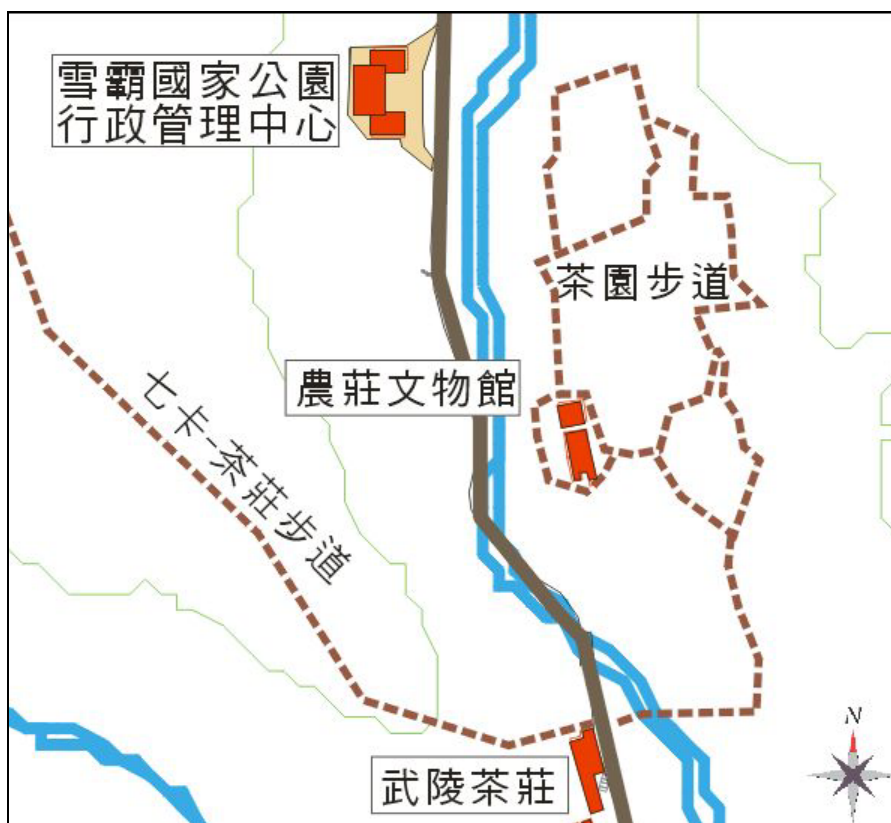 雪霸國家公園
行政管理中心
茶園步道
農莊文物館
七卡-茶莊步道
武陵茶莊
N